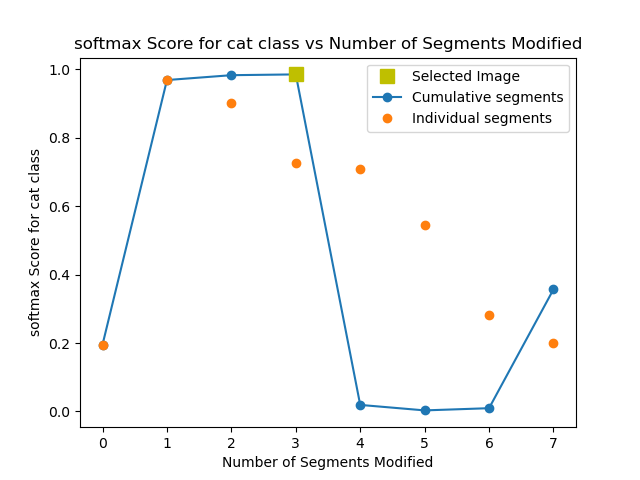 softmax Score for cat class vs Number of Segments Modified
1.0
0.8
0.6
0.4
0.2
0.0
softmax Score for cat class
Selected Image
Cumulative segments
Individual segments
0 1 2 3 4 5 6 7
Number of Segments Modified